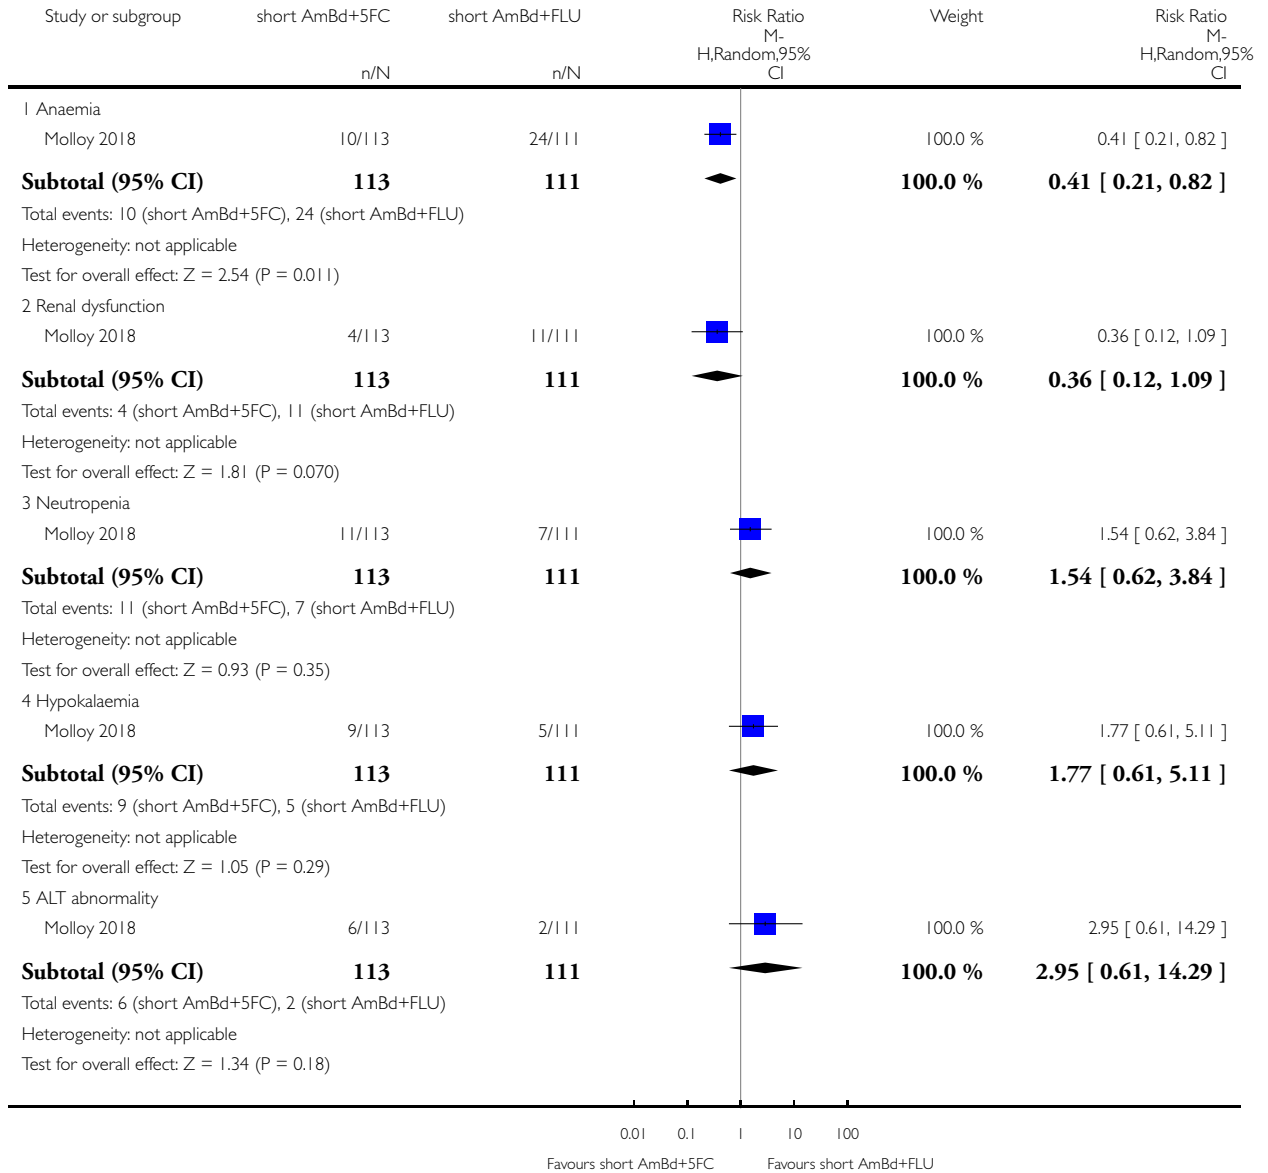 Study or subgroup short AmBd+5FC short AmBd+FLU Risk Ratio Weight Risk Ratio
M- M-
H,Random,95% H,Random,95%
n/N n/N CI CI
1 Anaemia
Molloy 2018 10/113 24/111 100.0 % 0.41 [ 0.21, 0.82 ]
Subtotal (95% CI) 113 111 100.0 % 0.41 [ 0.21, 0.82 ]
Total events: 10 (short AmBd+5FC), 24 (short AmBd+FLU)
Heterogeneity: not applicable
Test for overall effect: Z = 2.54 (P = 0.011)
2 Renal dysfunction
Molloy 2018 4/113 11/111 100.0 % 0.36 [ 0.12, 1.09 ]
Subtotal (95% CI) 113 111 100.0 % 0.36 [ 0.12, 1.09 ]
Total events: 4 (short AmBd+5FC), 11 (short AmBd+FLU)
Heterogeneity: not applicable
Test for overall effect: Z = 1.81 (P = 0.070)
3 Neutropenia
Molloy 2018 11/113 7/111 100.0 % 1.54 [ 0.62, 3.84 ]
Subtotal (95% CI) 113 111 100.0 % 1.54 [ 0.62, 3.84 ]
Total events: 11 (short AmBd+5FC), 7 (short AmBd+FLU)
Heterogeneity: not applicable
Test for overall effect: Z = 0.93 (P = 0.35)
4 Hypokalaemia
Molloy 2018 9/113 5/111 100.0 % 1.77 [ 0.61, 5.11 ]
Subtotal (95% CI) 113 111 100.0 % 1.77 [ 0.61, 5.11 ]
Total events: 9 (short AmBd+5FC), 5 (short AmBd+FLU)
Heterogeneity: not applicable
Test for overall effect: Z = 1.05 (P = 0.29)
5 ALT abnormality
Molloy 2018 6/113 2/111 100.0 % 2.95 [ 0.61, 14.29 ]
Subtotal (95% CI) 113 111 100.0 % 2.95 [ 0.61, 14.29 ]
Total events: 6 (short AmBd+5FC), 2 (short AmBd+FLU)
Heterogeneity: not applicable
Test for overall effect: Z = 1.34 (P = 0.18)
0.01 0.1 1 10 100
Favours short AmBd+5FC Favours short AmBd+FLU